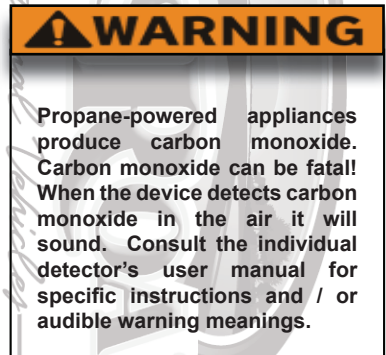 WARNING
Propane-powered appliances
produce carbon monoxide.
Carbon monoxide can be fatal!
When the device detects carbon
monoxide in the air it will
sound. Consult the individual
detector's user manual for
specific instructions and / or
audible warning meanings.